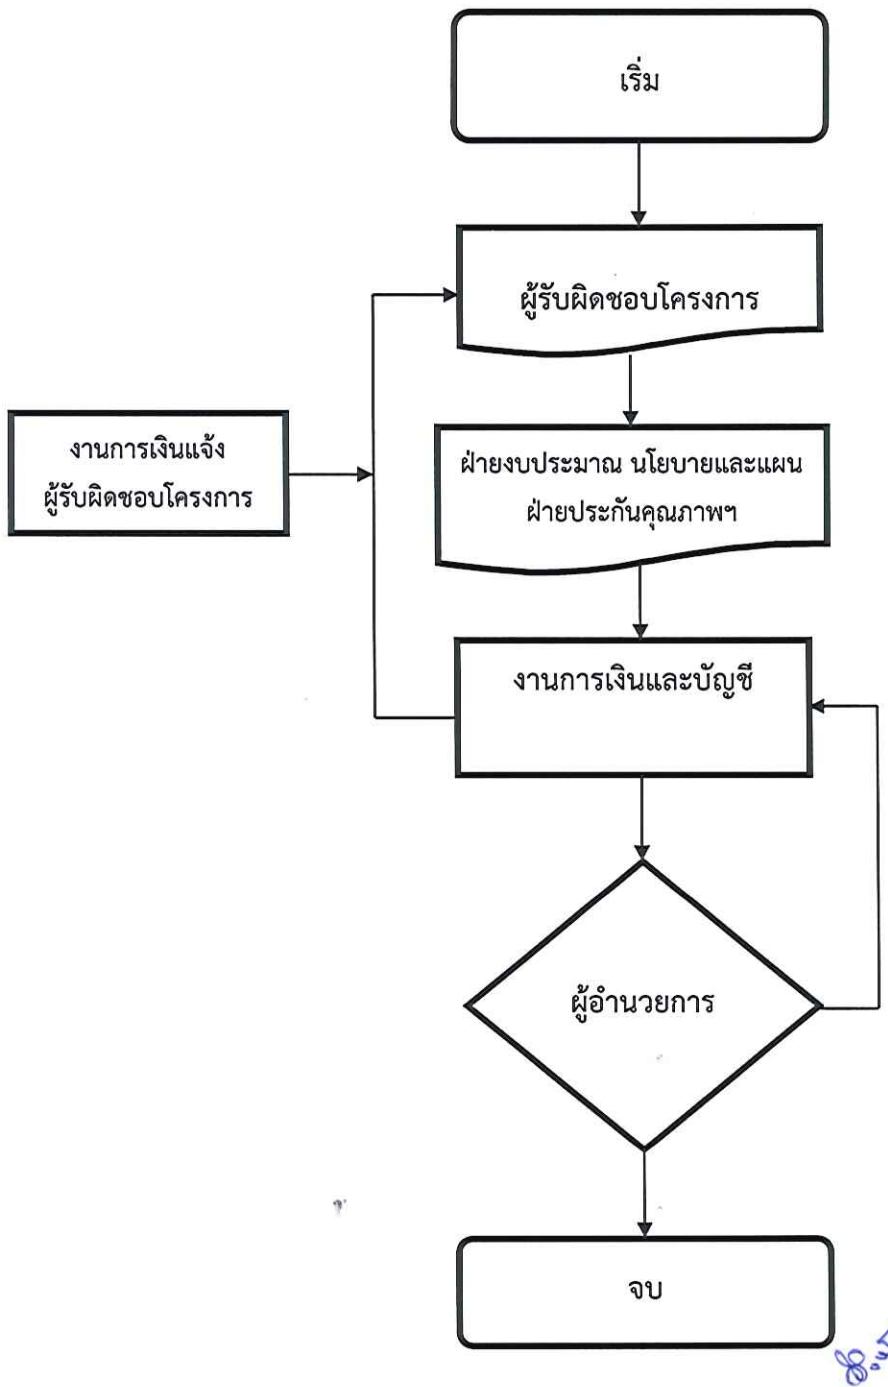 เริ่ม
ผู้รับผิดชอบโครงการ
งานการเงินแจ้ง
ผู้รับผิดชอบโครงการ
ฝ่ายงบประมาณ นโยบายและแผน
ฝ่ายประกันคุณภาพฯ
งานการเงินและบัญชี
ผู้อำนวยการ
จบ